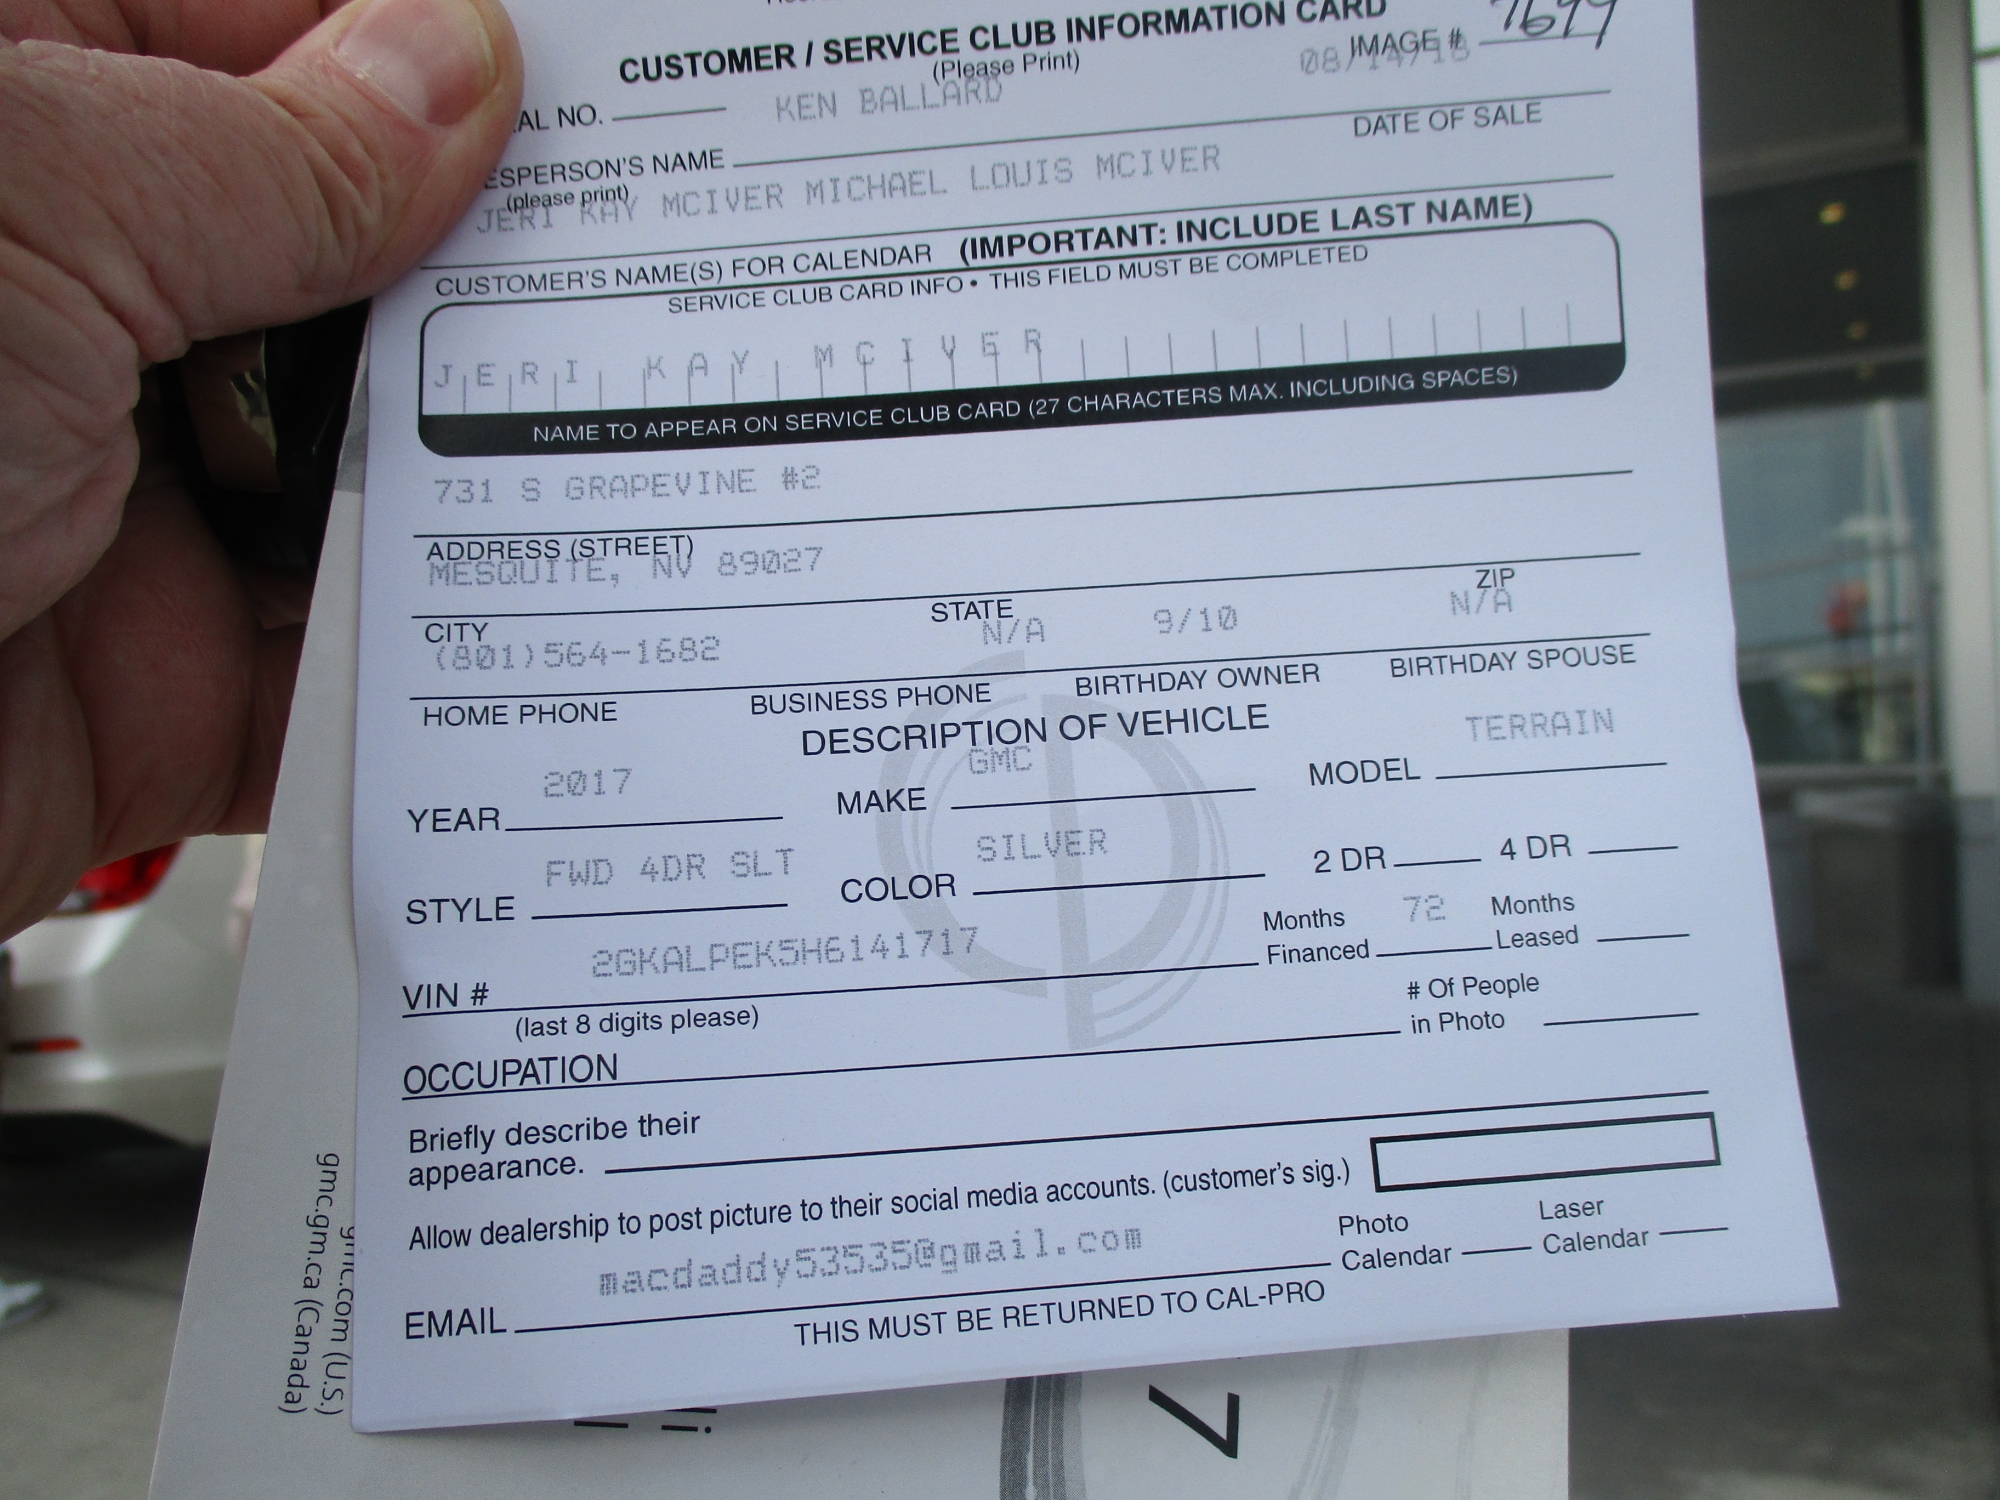 CUSTOMER / SERVICE CLUB INFORMATION CARD
(Please Print)
IMAGE # 7699
08/14/18
AL NO.
KEN BALLARD
ESPERSON'S NAME
(please print)
DATE OF SALE
JERI KAY MCIVER MICHAEL LOUIS MCIVER
CUSTOMER'S NAME(S) FOR CALENDAR (IMPORTANT: INCLUDE LAST NAME)
SERVICE CLUB CARD INFO • THIS FIELD MUST BE COMPLETED
JERI KAY MCIVER
NAME TO APPEAR ON SERVICE CLUB CARD (27 CHARACTERS MAX. INCLUDING SPACES)
731 S GRAPEVINE #2
ADDRESS (STREET)
MESQUITE, NV 89027
CITY STATE ZIP
(801)564-1682 N/A 9/10 N/A
HOME PHONE BUSINESS PHONE BIRTHDAY OWNER BIRTHDAY SPOUSE
DESCRIPTION OF VEHICLE
YEAR 2017 MAKE GMC MODEL TERRAIN
STYLE FWD 4DR SLT COLOR SILVER 2 DR 4 DR
VIN # 2GKALPEK5H6141717 Months Financed 72 Months Leased
(last 8 digits please)
# Of People
in Photo
OCCUPATION
Briefly describe their
appearance.
Allow dealership to post picture to their social media accounts. (customer's sig.)
EMAIL macdaddy53535@gmail.com Photo Calendar Laser Calendar
THIS MUST BE RETURNED TO CAL-PRO
gmc.com (U.S.)
gmc.gm.ca (Canada)
7